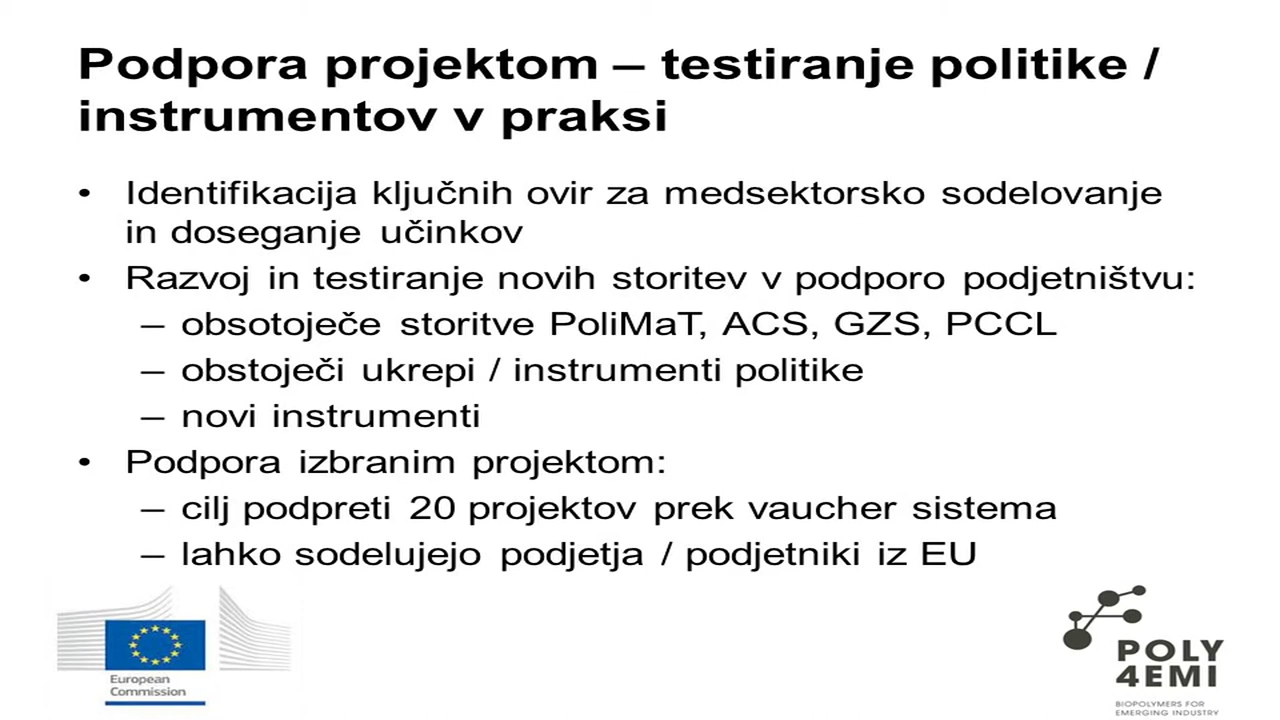 Podpora projektom – testiranje politike /
instrumentov v praksi
• Identifikacija ključnih ovir za medsektorsko sodelovanje
in doseganje učinkov
• Razvoj in testiranje novih storitev v podporo podjetništvu:
– obsotoječe storitve PoliMaT, ACS, GZS, PCCL
– obstoječi ukrepi / instrumenti politike
– novi instrumenti
• Podpora izbranim projektom:
– cilj podpreti 20 projektov prek vaucher sistema
– lahko sodelujejo podjetja / podjetniki iz EU
European
Commission
POLY
4EMI
BIOPOLYMERS FOR
EMERGING INDUSTRY